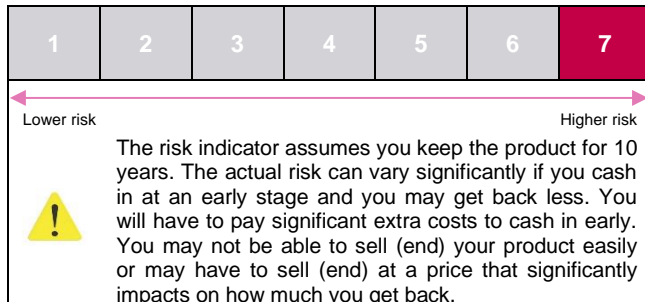 1 2 3 4 5 6 7
Lower risk Higher risk
The risk indicator assumes you keep the product for 10
years. The actual risk can vary significantly if you cash
in at an early stage and you may get back less. You
will have to pay significant extra costs to cash in early.
You may not be able to sell (end) your product easily
or may have to sell (end) at a price that significantly
impacts on how much you get back.